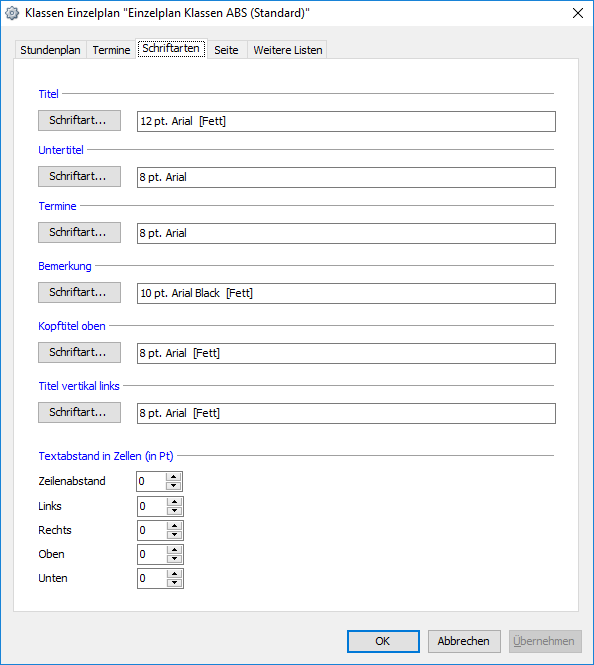 Klassen Einzelplan "Einzelplan Klassen ABS (Standard)"
Stundenplan Termine Schriftarten Seite Weitere Listen
Titel
Schriftart... 12 pt. Arial [Fett]
Untertitel
Schriftart... 8 pt. Arial
Termine
Schriftart... 8 pt. Arial
Bemerkung
Schriftart... 10 pt. Arial Black [Fett]
Kopftitel oben
Schriftart... 8 pt. Arial [Fett]
Titel vertikal links
Schriftart... 8 pt. Arial [Fett]
Textabstand in Zellen (in Pt)
Zeilenabstand 0
Links 0
Rechts 0
Oben 0
Unten 0
OK Abbrechen Übernehmen